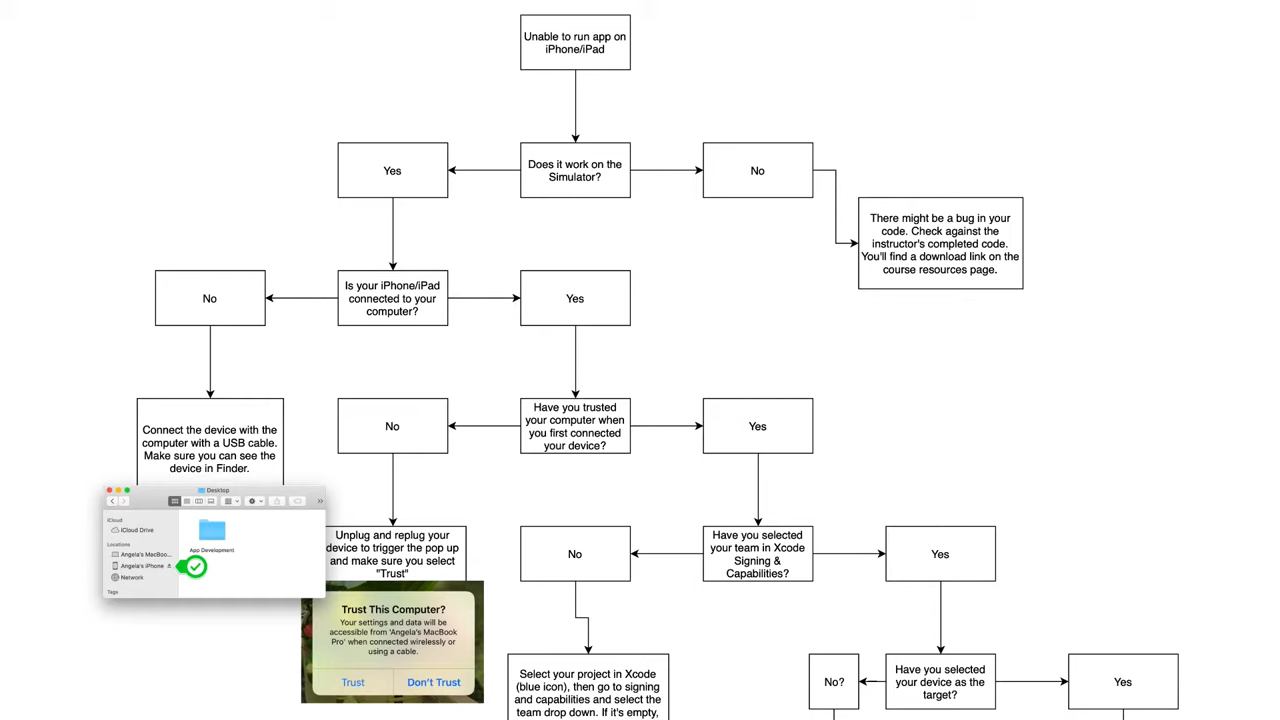 Unable to run app on
iPhone/iPad
Yes
Does it work on the
Simulator?
No
There might be a bug in your
code. Check against the
instructor's completed code.
You'll find a download link on the
course resources page.
No
Is your iPhone/iPad
connected to your
computer?
Yes
Connect the device with the
computer with a USB cable.
Make sure you can see the
device in Finder.
No
Have you trusted
your computer when
you first connected
your device?
Yes
Desktop
iCloud
iCloud Drive
Locations
Angela's MacBoo...
Angela's iPhone
Network
Tags
App Development
Unplug and replug your
device to trigger the pop up
and make sure you select
"Trust"
Trust This Computer?
Your settings and data will be
accessible from 'Angela's MacBook
Pro' when connected wirelessly or
using a cable.
Trust
Don't Trust
No
Have you selected
your team in Xcode
Signing &
Capabilities?
Yes
Select your project in Xcode
(blue icon), then go to signing
and capabilities and select the
team drop down. If it's empty,
No?
Have you selected
your device as the
target?
Yes